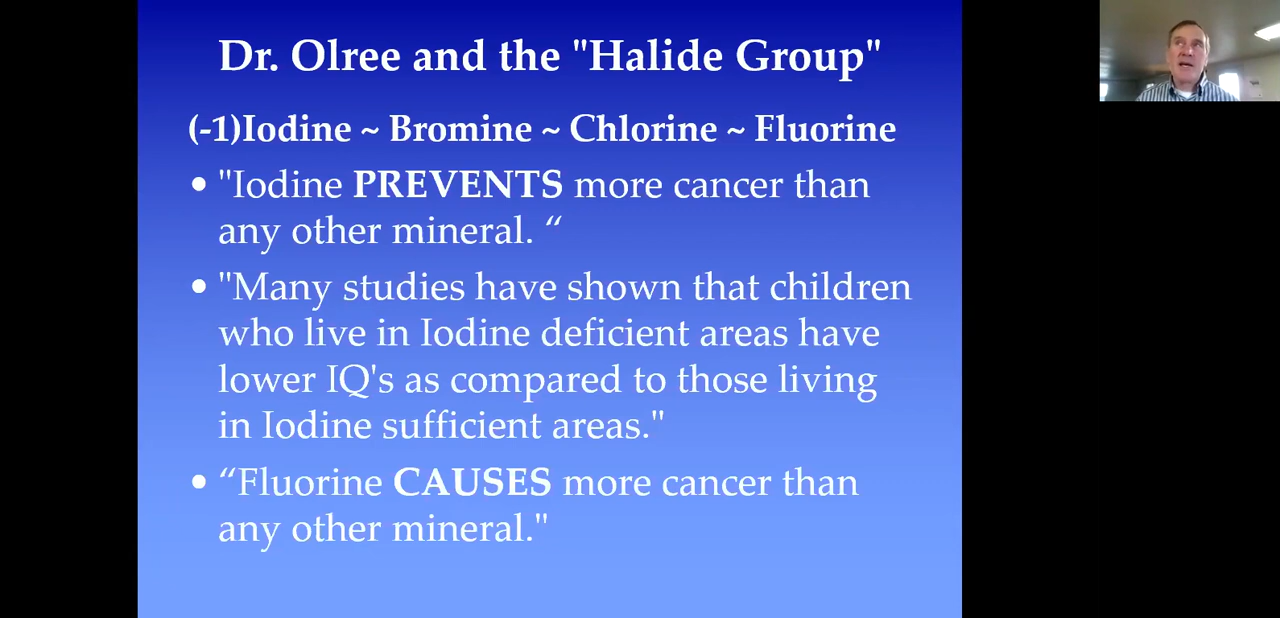 Dr. Olree and the "Halide Group"
(-1)Iodine ~ Bromine ~ Chlorine ~ Fluorine
• "Iodine PREVENTS more cancer than
any other mineral. “
• "Many studies have shown that children
who live in Iodine deficient areas have
lower IQ's as compared to those living
in Iodine sufficient areas."
• “Fluorine CAUSES more cancer than
any other mineral."